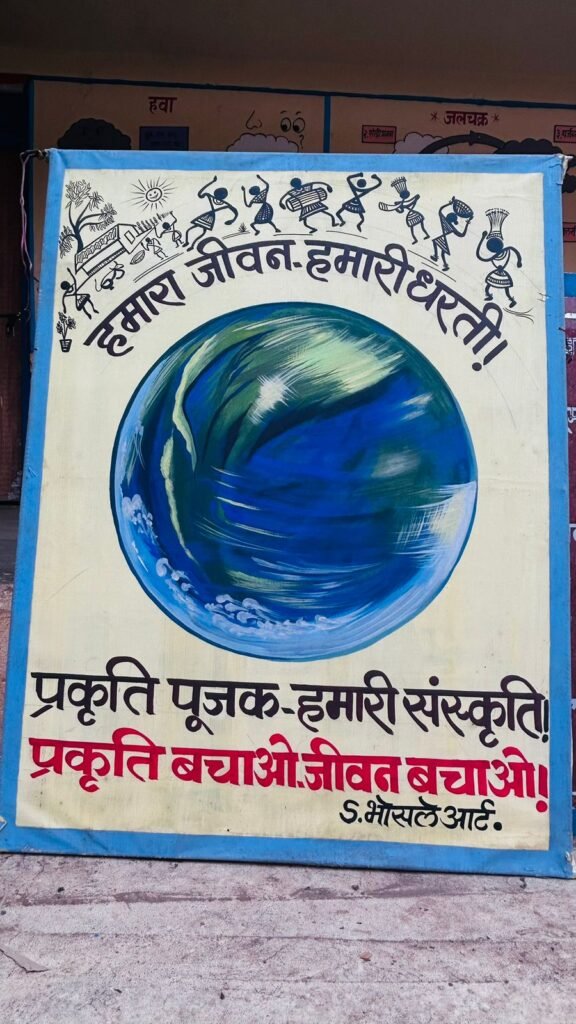 हवा
* जलचक्र *
हमारा जीवन-हमारी धरती!
प्रकृति पूजक-हमारी संस्कृति!
प्रकृति बचाओ.जीवन बचाओ!
S.भोसले आर्ट.